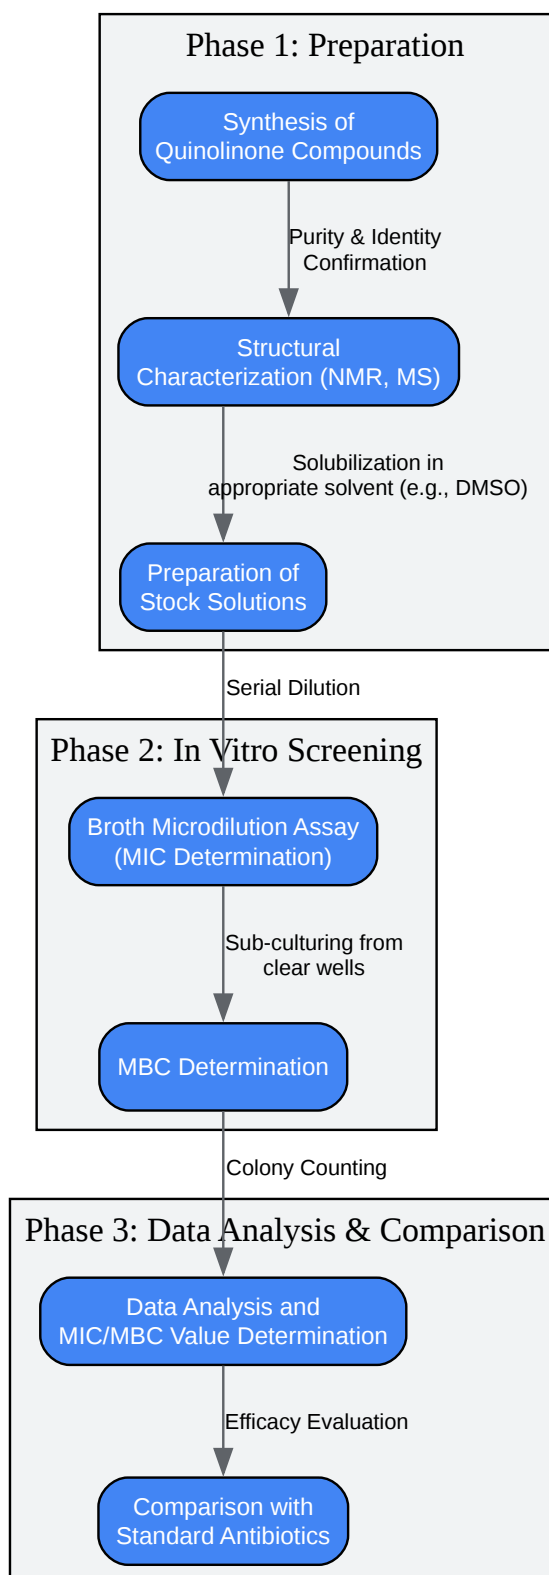 Phase 1: Preparation
Synthesis of
Quinolinone Compounds
Purity & Identity
Confirmation
Structural
Characterization (NMR, MS)
Solubilization in
appropriate solvent (e.g., DMSO)
Preparation of
Stock Solutions
Serial Dilution
Phase 2: In Vitro Screening
Broth Microdilution Assay
(MIC Determination)
Sub-culturing from
clear wells
MBC Determination
Colony Counting
Phase 3: Data Analysis & Comparison
Data Analysis and
MIC/MBC Value Determination
Efficacy Evaluation
Comparison with
Standard Antibiotics